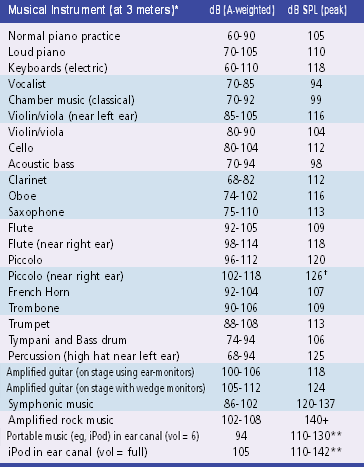 Musical Instrument (at 3 meters)* dB (A-weighted) dB SPL (peak)
Normal piano practice 60-90 105
Loud piano 70-105 110
Keyboards (electric) 60-110 118
Vocalist 70-85 94
Chamber music (classical) 70-92 99
Violin/viola (near left ear) 85-105 116
Violin/viola 80-90 104
Cello 80-104 112
Acoustic bass 70-94 98
Clarinet 68-82 112
Oboe 74-102 116
Saxophone 75-110 113
Flute 92-105 109
Flute (near right ear) 98-114 118
Piccolo 96-112 120
Piccolo (near right ear) 102-118 126†
French Horn 92-104 107
Trombone 90-106 109
Trumpet 88-108 113
Tympani and Bass drum 74-94 106
Percussion (high hat near left ear) 68-94 125
Amplified guitar (on stage using ear-monitors) 100-106 118
Amplified guitar (on stage with wedge monitors) 105-112 124
Symphonic music 86-102 120-137
Amplified rock music 102-108 140+
Portable music (eg, iPod) in ear canal (vol = 6) 94 110-130**
iPod in ear canal (vol = full) 105 110-142**